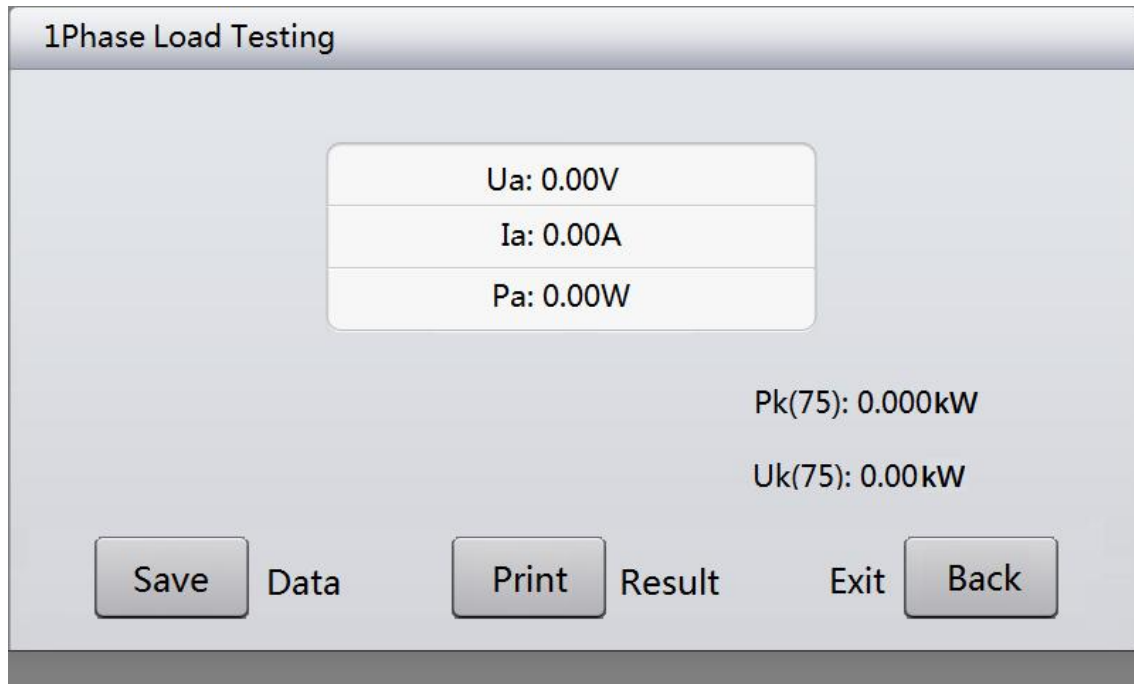 1Phase Load Testing
Ua: 0.00V
Ia: 0.00A
Pa: 0.00W
Pk(75): 0.000kW
Uk(75): 0.00kW
Save Data Print Result Exit Back